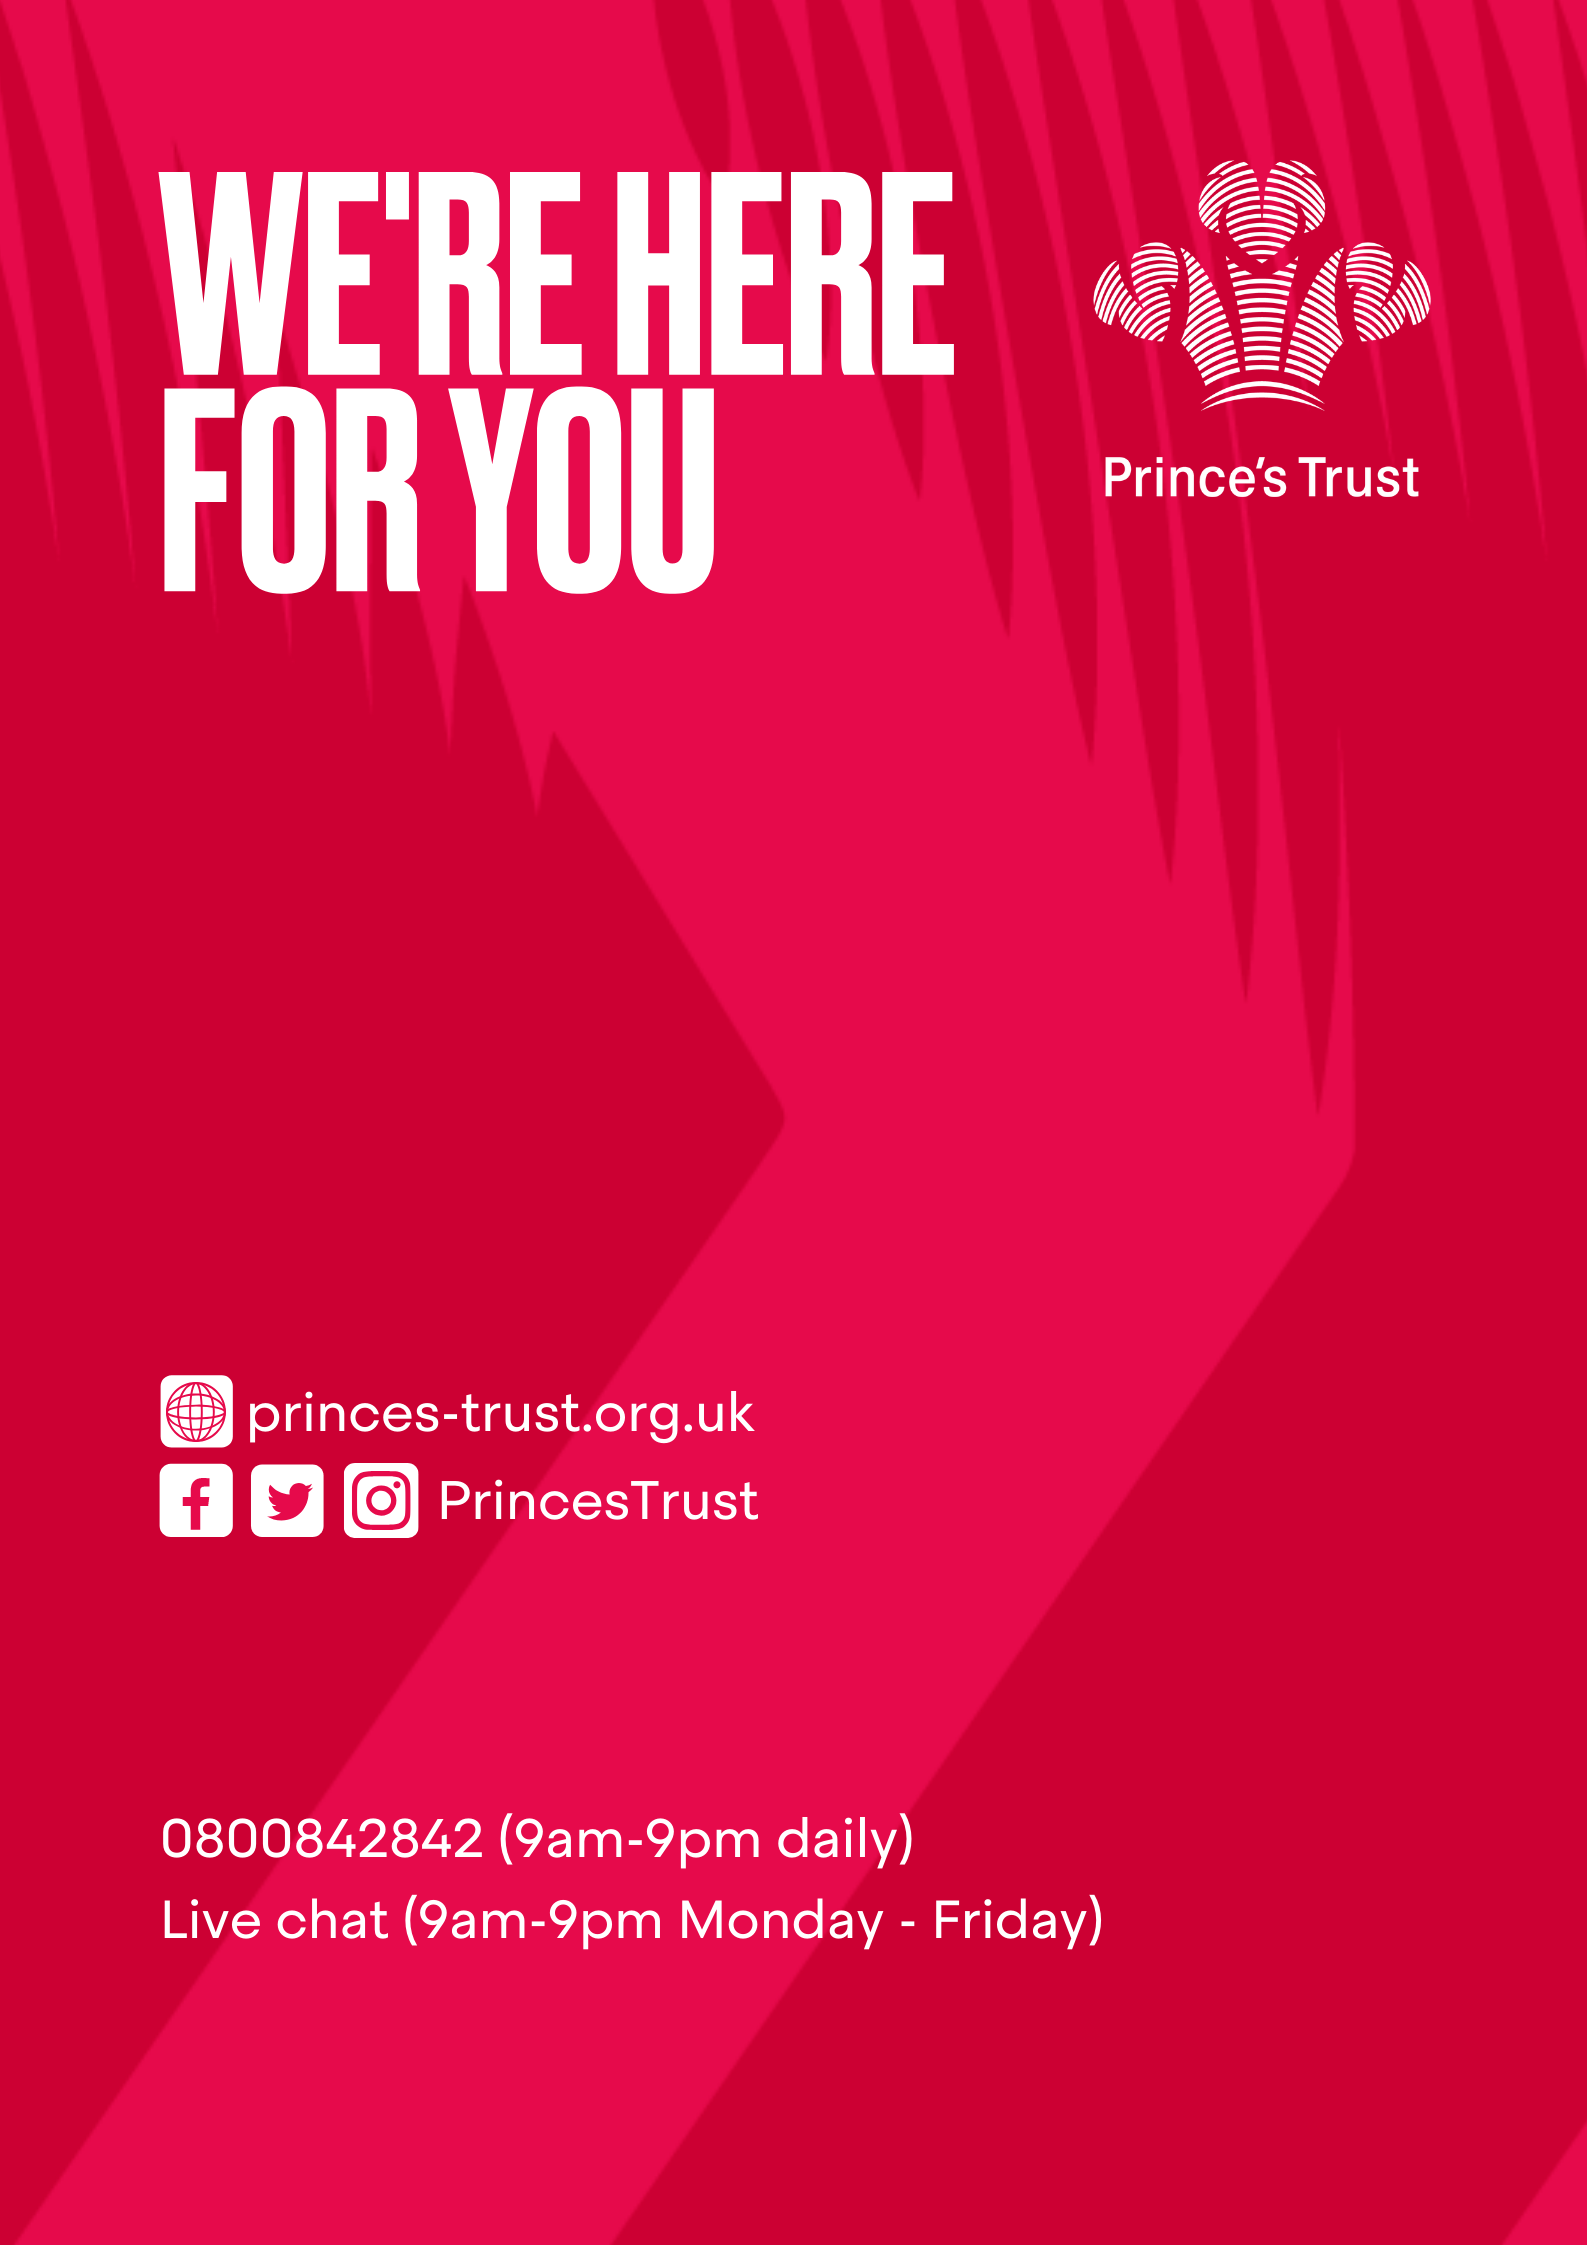 WE'RE HERE
FOR YOU
Prince's Trust
princes-trust.org.uk
PrincesTrust
0800842842 (9am-9pm daily)
Live chat (9am-9pm Monday - Friday)